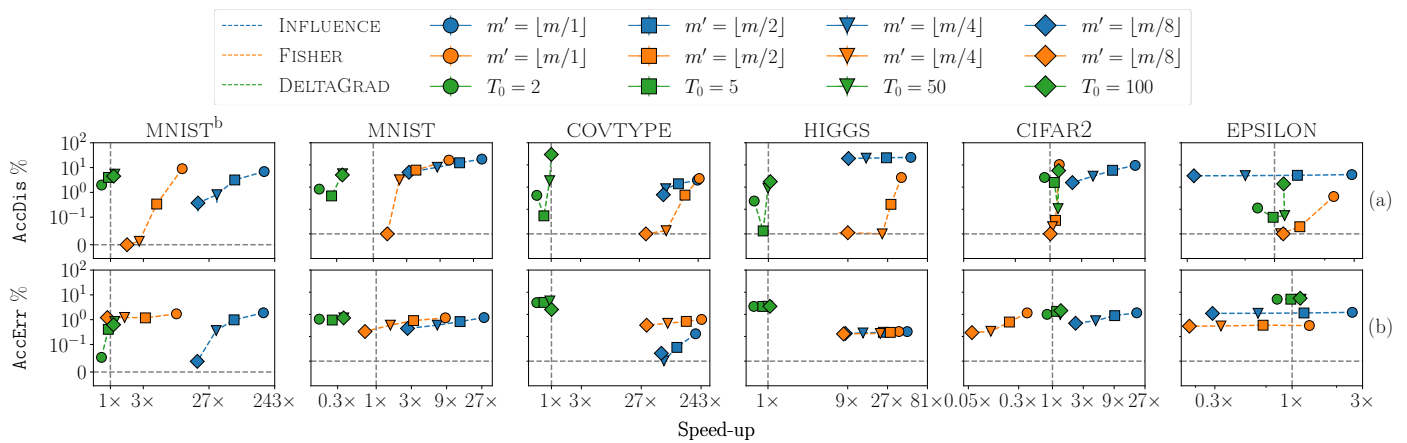 INFLUENCE m′ = ⌊m/1⌋ m′ = ⌊m/2⌋ m′ = ⌊m/4⌋ m′ = ⌊m/8⌋
FISHER m′ = ⌊m/1⌋ m′ = ⌊m/2⌋ m′ = ⌊m/4⌋ m′ = ⌊m/8⌋
DELTAGRAD T₀ = 2 T₀ = 5 T₀ = 50 T₀ = 100
MNISTᵇ MNIST COVTYPE HIGGS CIFAR2 EPSILON
AccDis %
10²
10¹
10⁰
10⁻¹
0
(a)
AccErr %
10²
10¹
10⁰
10⁻¹
0
(b)
1× 3× 27× 243× 0.3× 1× 3× 9× 27× 1× 3× 27× 243× 1× 9× 27× 81× 0.05× 0.3× 1× 3× 9× 27× 0.3× 1× 3×
Speed-up